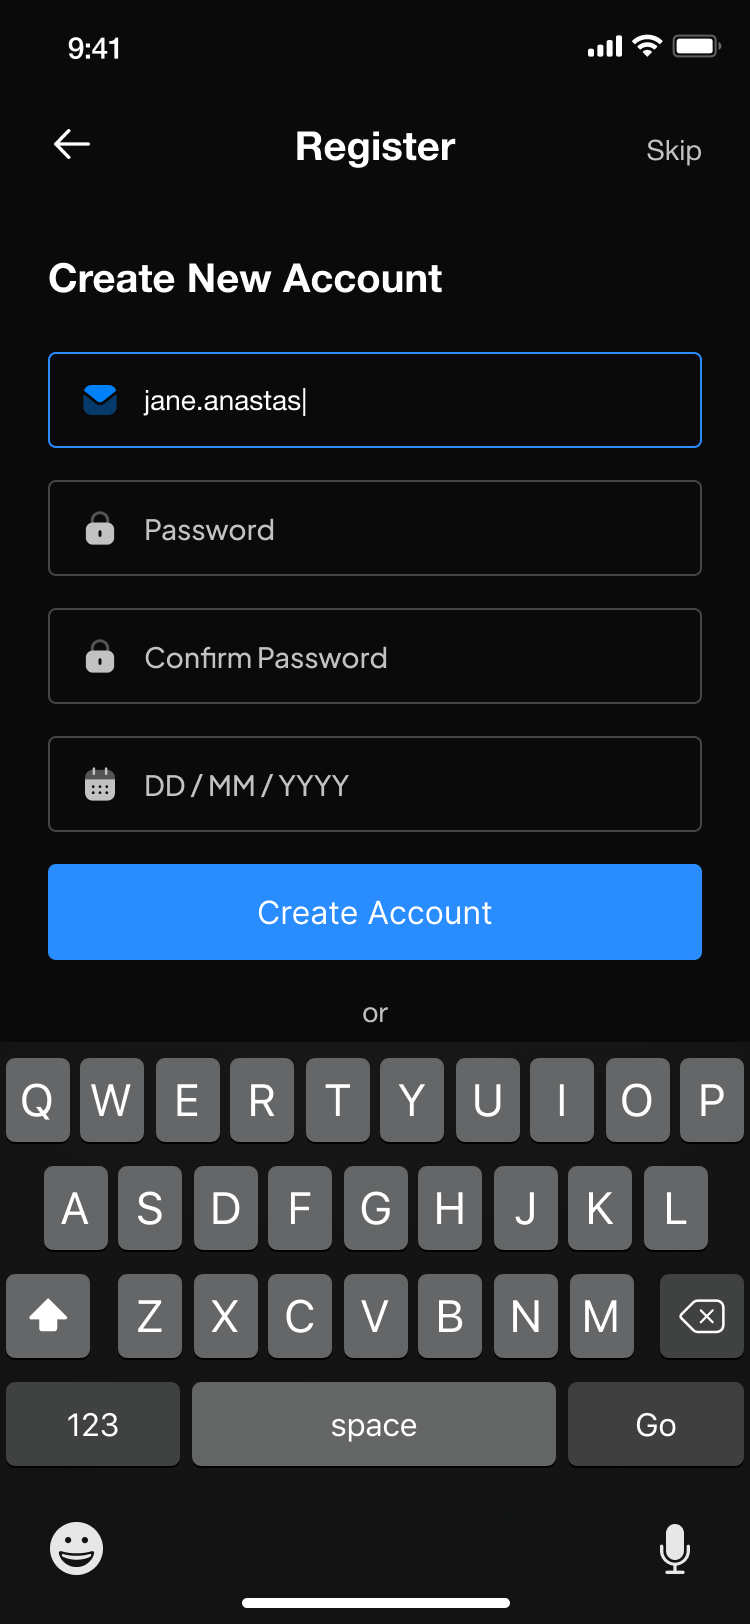 9:41
Register
Skip
Create New Account
jane.anastas
Password
Confirm Password
DD / MM / YYYY
Create Account
or
Q W E R T Y U I O P
A S D F G H J K L
Z X C V B N M
123 space Go